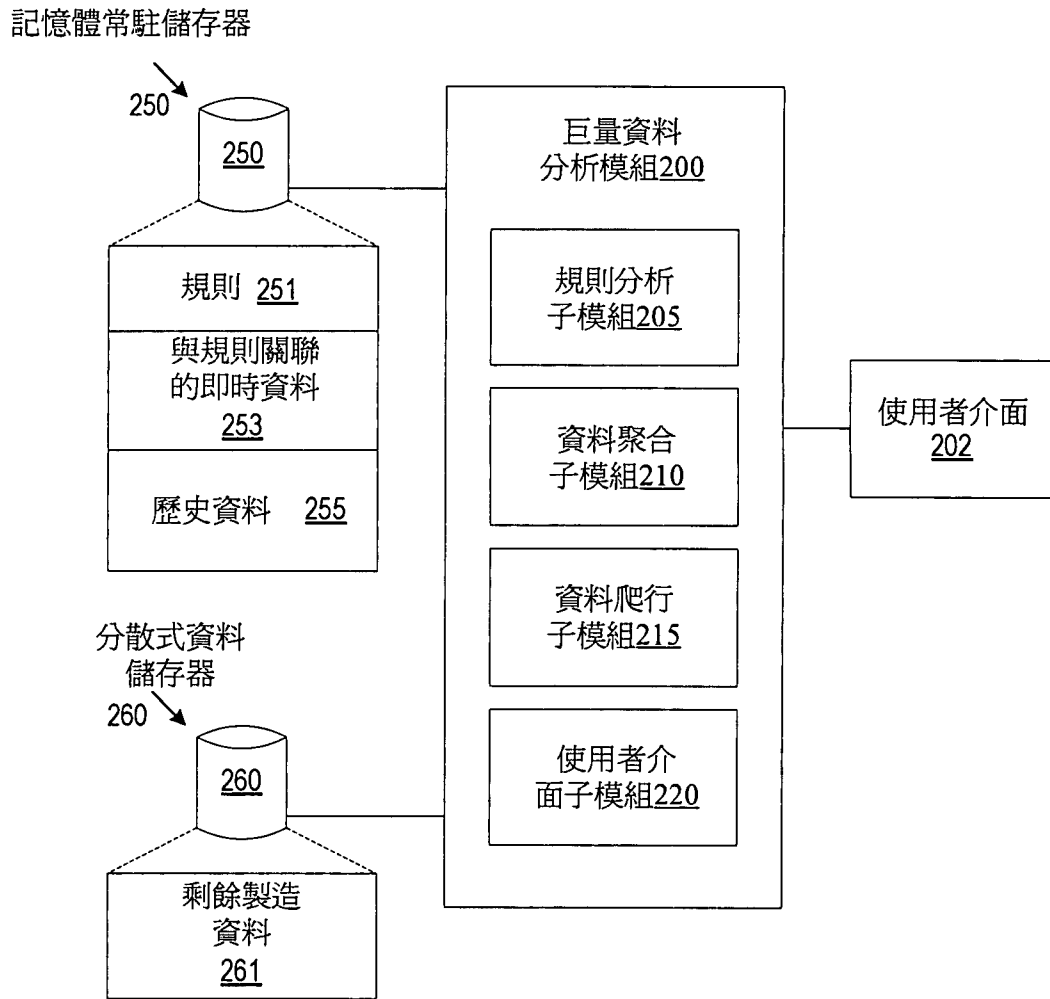 記憶體常駐儲存器
250
250
規則 251
與規則關聯
的即時資料
253
歷史資料 255
分散式資料
儲存器
260
260
剩餘製造
資料
261
巨量資料
分析模組200
規則分析
子模組205
資料聚合
子模組210
資料爬行
子模組215
使用者介
面子模組220
使用者介面
202